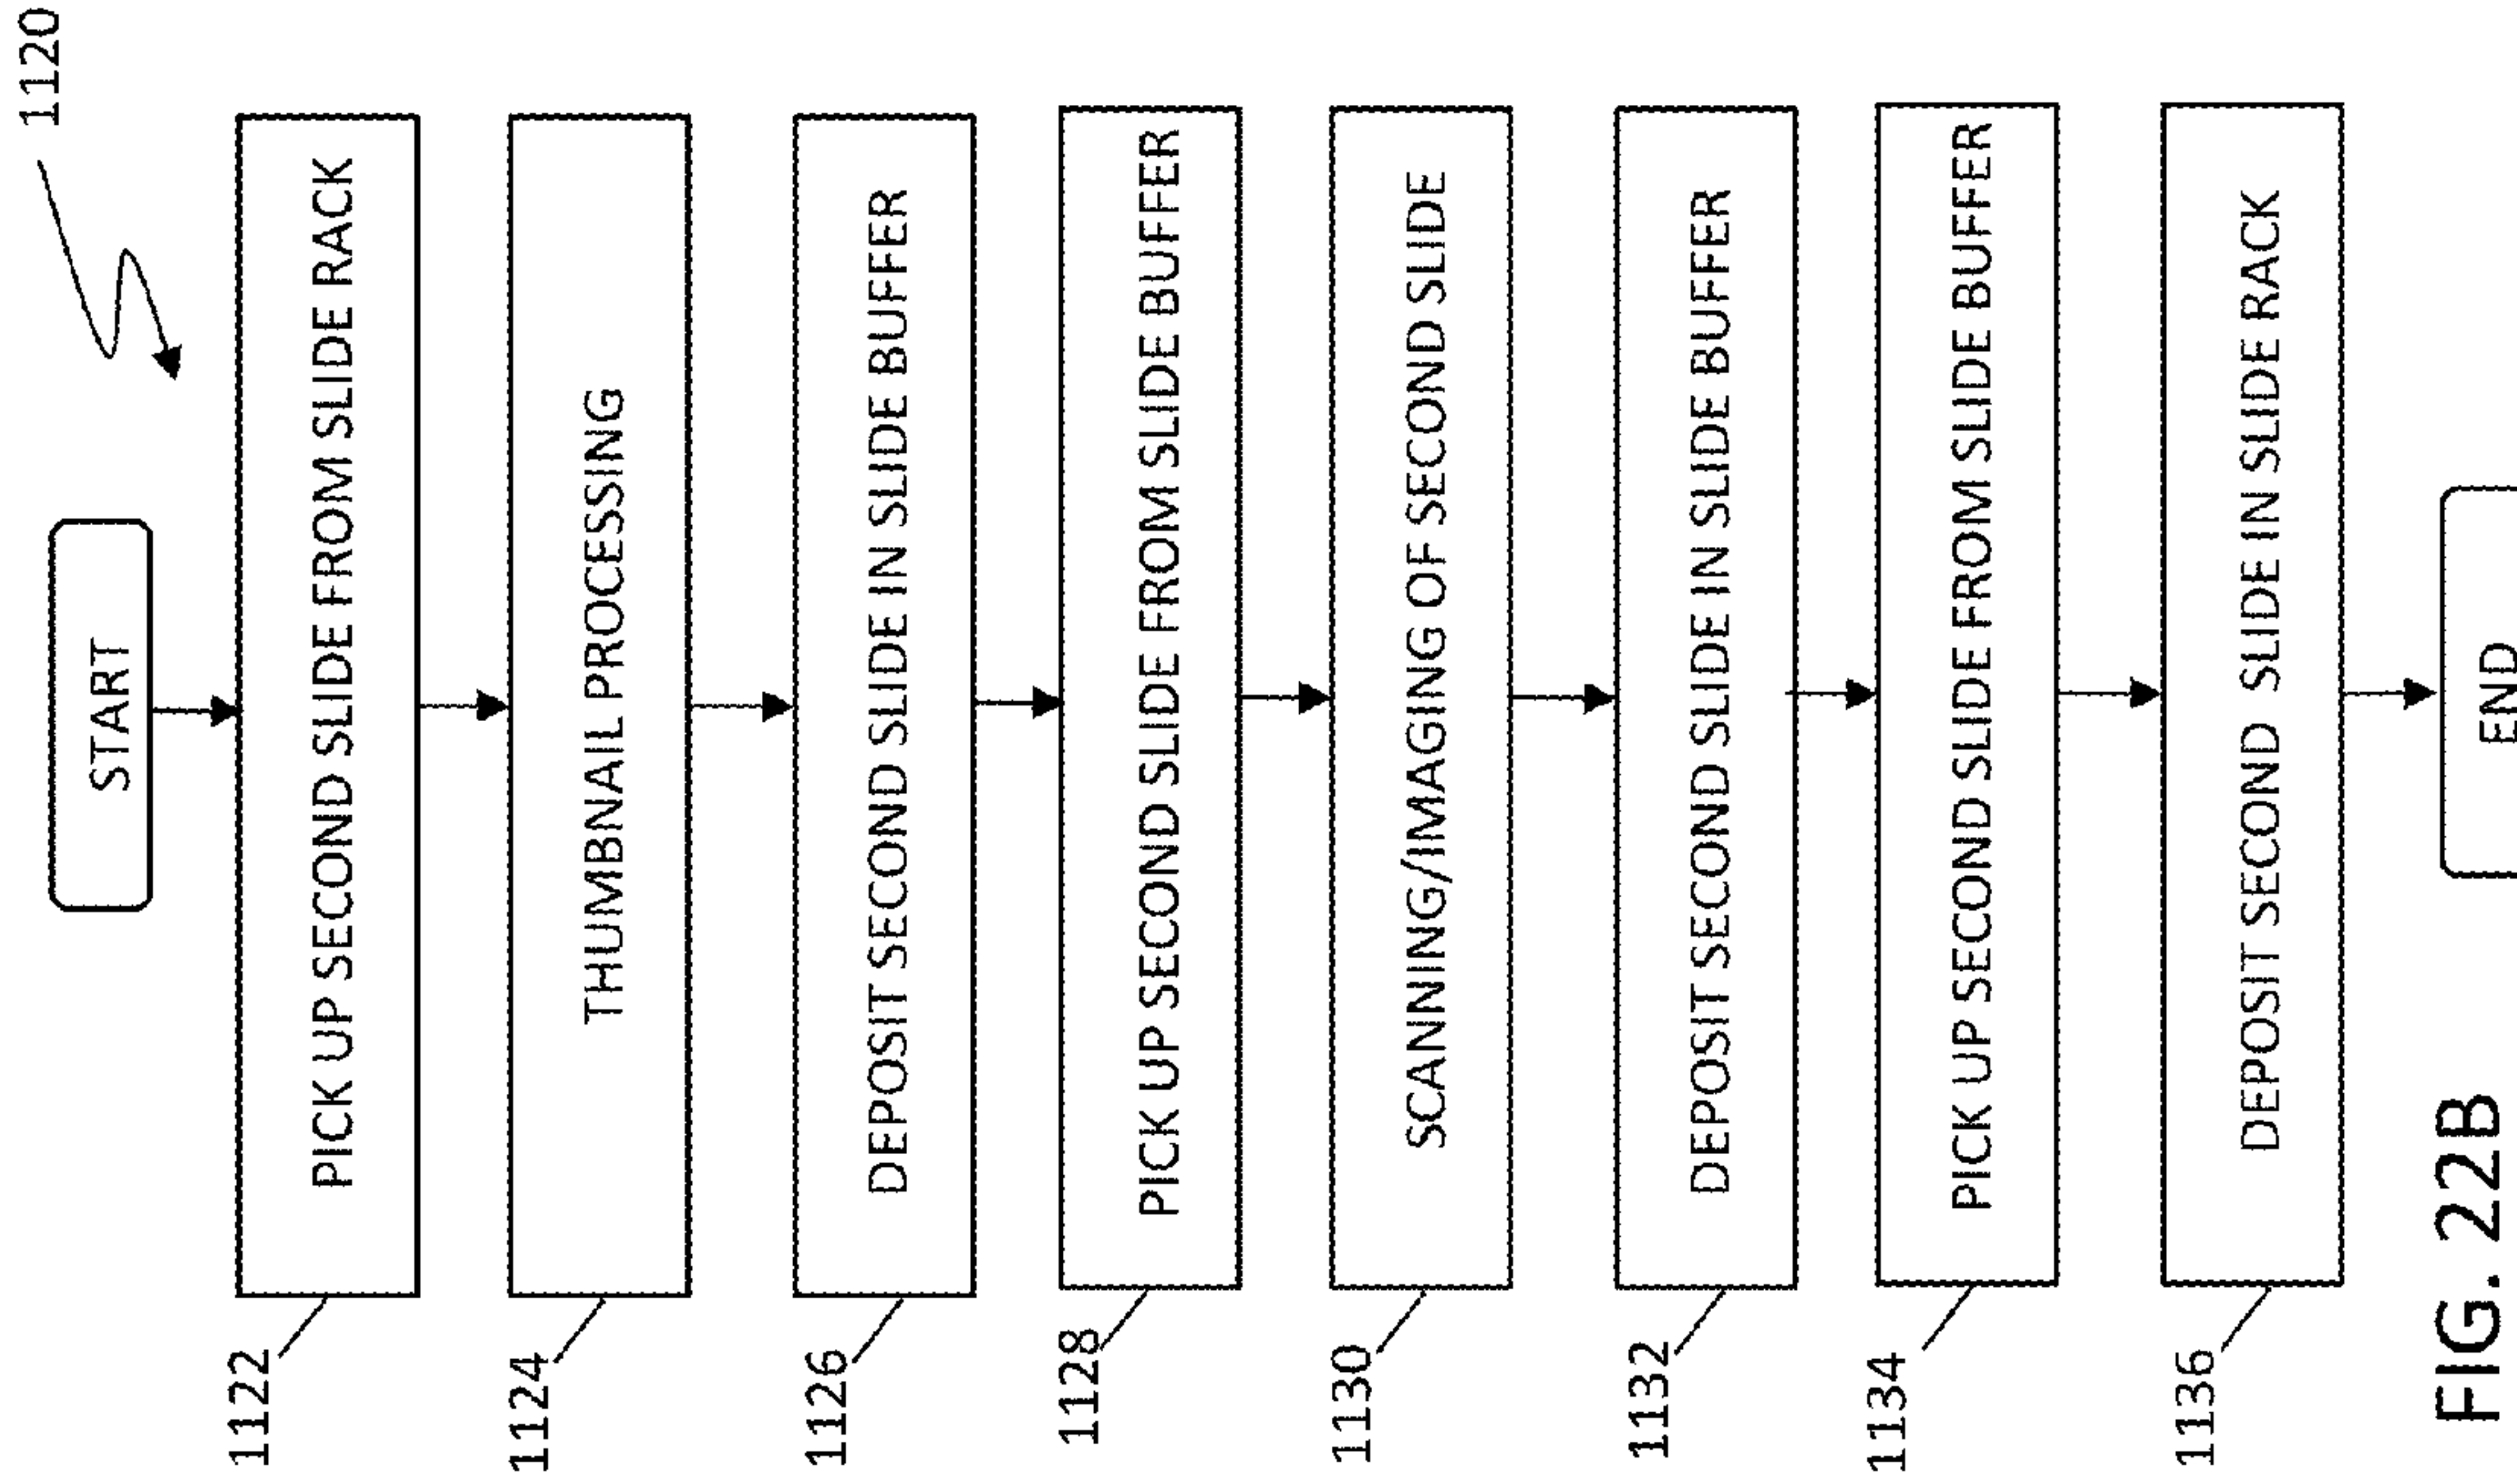 1120
START
1122
PICK UP SECOND SLIDE FROM SLIDE RACK
1124
THUMBNAIL PROCESSING
1126
DEPOSIT SECOND SLIDE IN SLIDE BUFFER
1128
PICK UP SECOND SLIDE FROM SLIDE BUFFER
1130
SCANNING/IMAGING OF SECOND SLIDE
1132
DEPOSIT SECOND SLIDE IN SLIDE BUFFER
1134
PICK UP SECOND SLIDE FROM SLIDE BUFFER
1136
DEPOSIT SECOND SLIDE IN SLIDE RACK
END
FIG. 22B